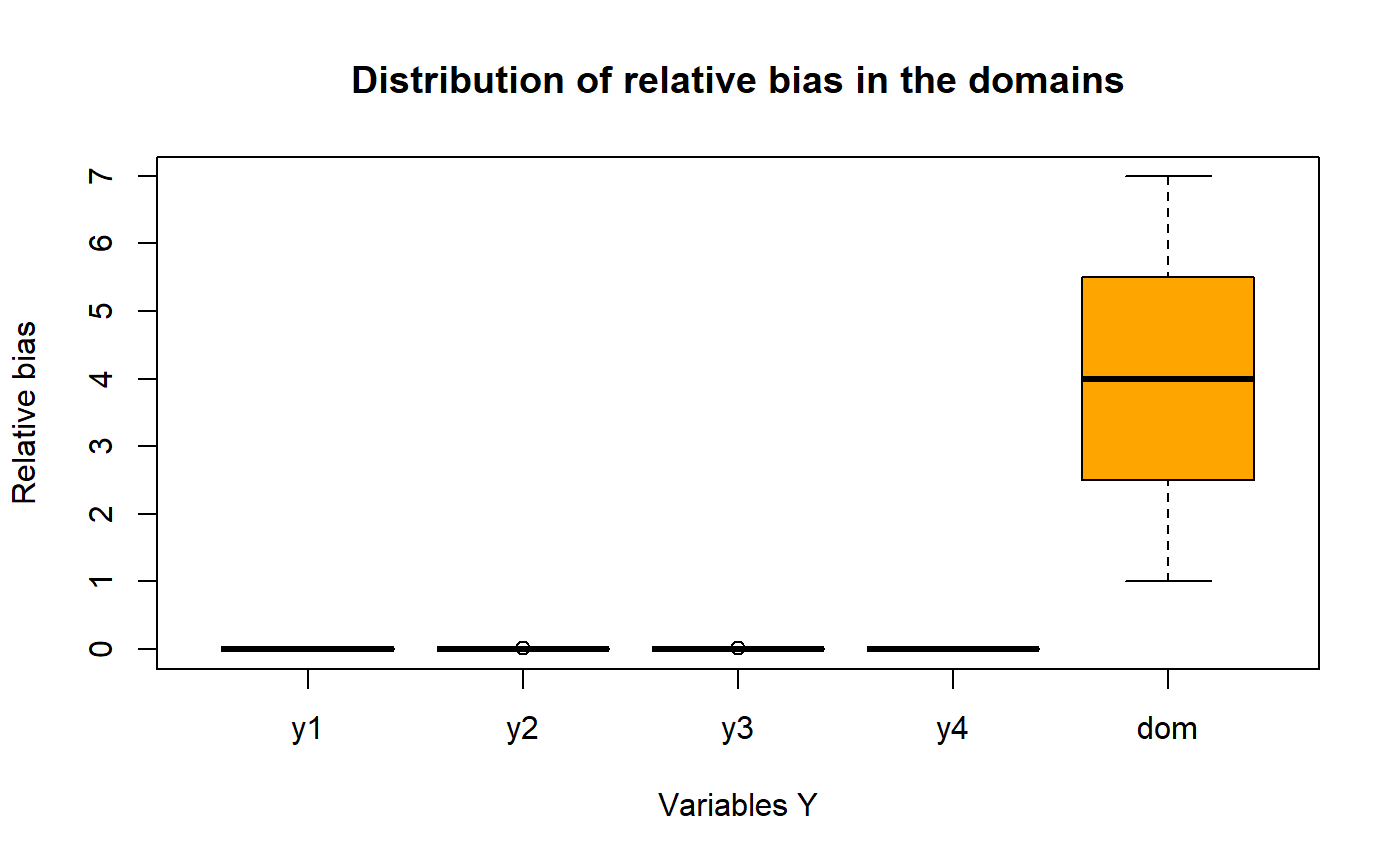 Distribution of relative bias in the domains
Relative bias
7
6
5
4
3
2
1
0
y1 y2 y3 y4 dom
Variables Y